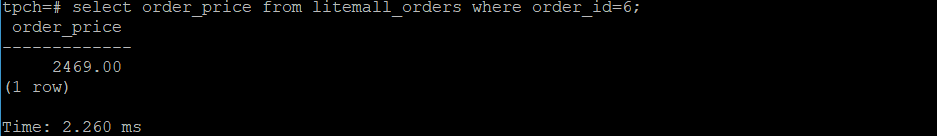 tpch=# select order_price from litemall_orders where order_id=6;
 order_price
-------------
     2469.00
(1 row)

Time: 2.260 ms